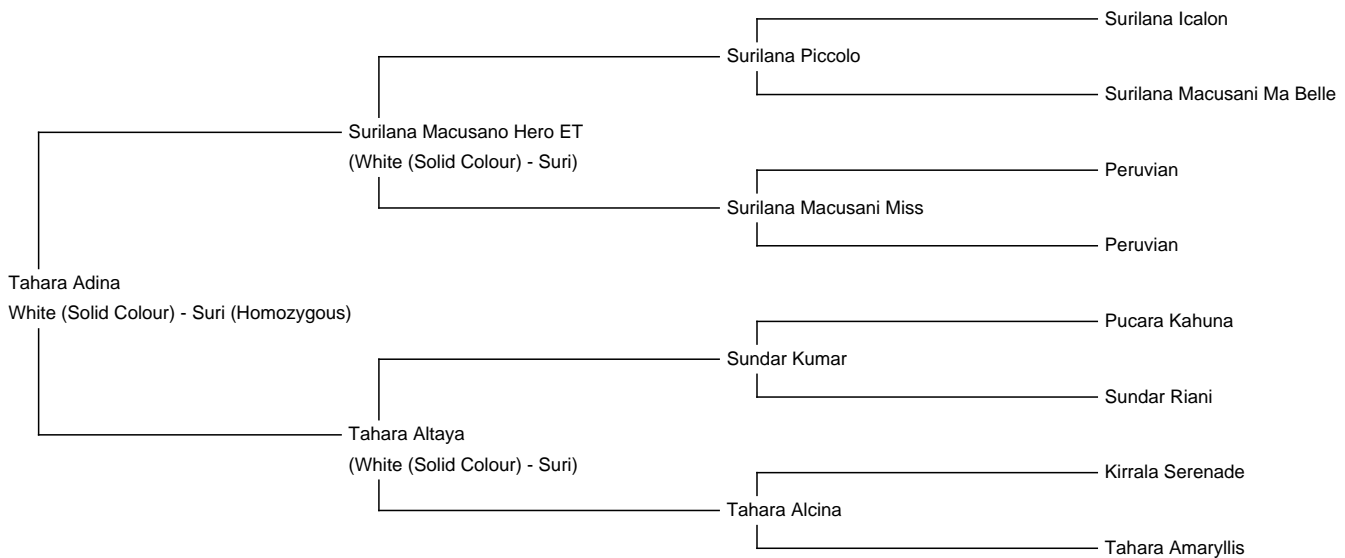 Surilana Icalon
Surilana Piccolo
Surilana Macusani Ma Belle
Surilana Macusano Hero ET
(White (Solid Colour) - Suri)
Peruvian
Surilana Macusani Miss
Peruvian
Tahara Adina
White (Solid Colour) - Suri (Homozygous)
Pucara Kahuna
Sundar Kumar
Sundar Riani
Tahara Altaya
(White (Solid Colour) - Suri)
Kirrala Serenade
Tahara Alcina
Tahara Amaryllis